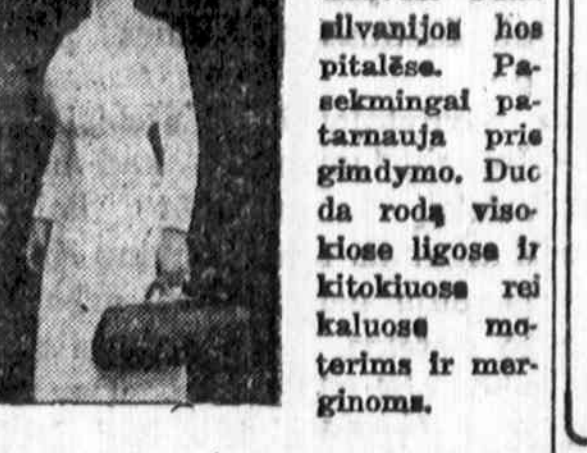 silvanijos hos
pitalėse. Pa-
sekmingai pa-
tarnauja prie
gimdymo. Duo
da rodą viso-
kiose ligose ir
kitokiuose rei
kaluose mo-
terims ir mer-
ginoms.